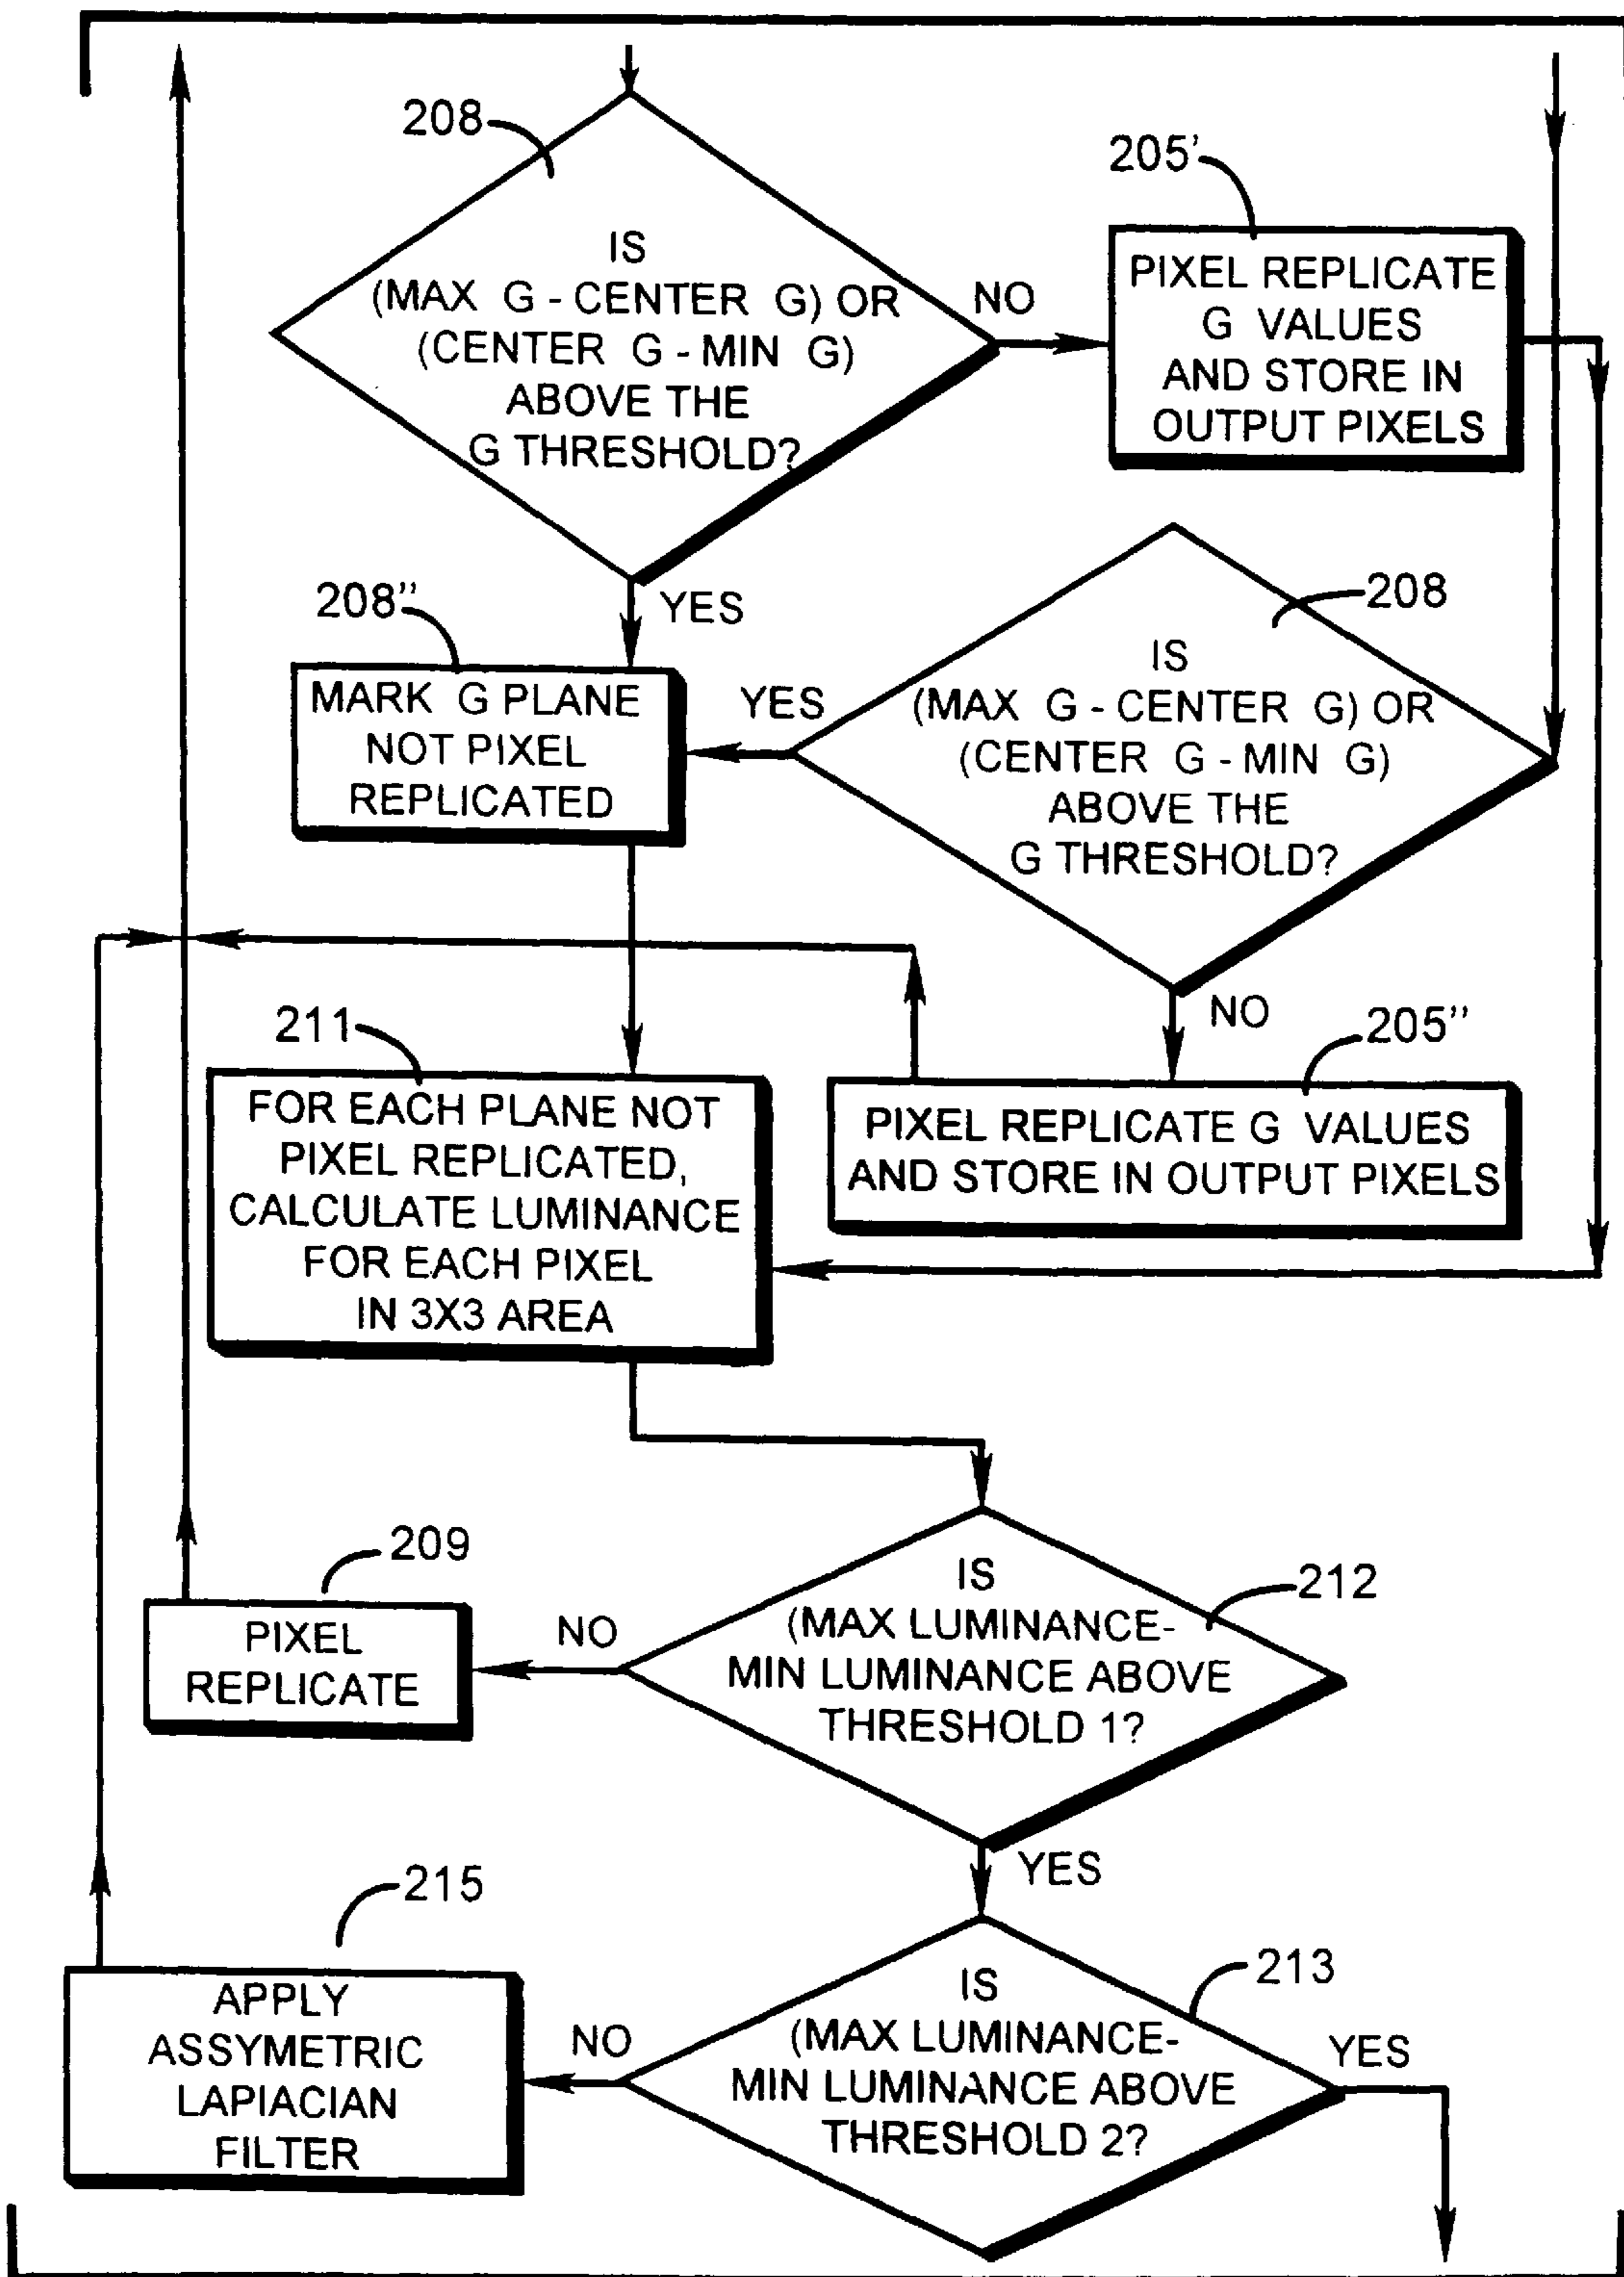 208
IS
(MAX G - CENTER G) OR
(CENTER G - MIN G)
ABOVE THE
G THRESHOLD?
NO
205'
PIXEL REPLICATE
G VALUES
AND STORE IN
OUTPUT PIXELS
YES
208"
MARK G PLANE
NOT PIXEL
REPLICATED
YES
208
IS
(MAX G - CENTER G) OR
(CENTER G - MIN G)
ABOVE THE
G THRESHOLD?
NO
205"
PIXEL REPLICATE G VALUES
AND STORE IN OUTPUT PIXELS
211
FOR EACH PLANE NOT
PIXEL REPLICATED,
CALCULATE LUMINANCE
FOR EACH PIXEL
IN 3X3 AREA
209
PIXEL
REPLICATE
NO
212
IS
(MAX LUMINANCE-
MIN LUMINANCE ABOVE
THRESHOLD 1?
YES
215
APPLY
ASSYMETRIC
LAPIACIAN
FILTER
NO
213
IS
(MAX LUMINANCE-
MIN LUMINANCE ABOVE
THRESHOLD 2?
YES